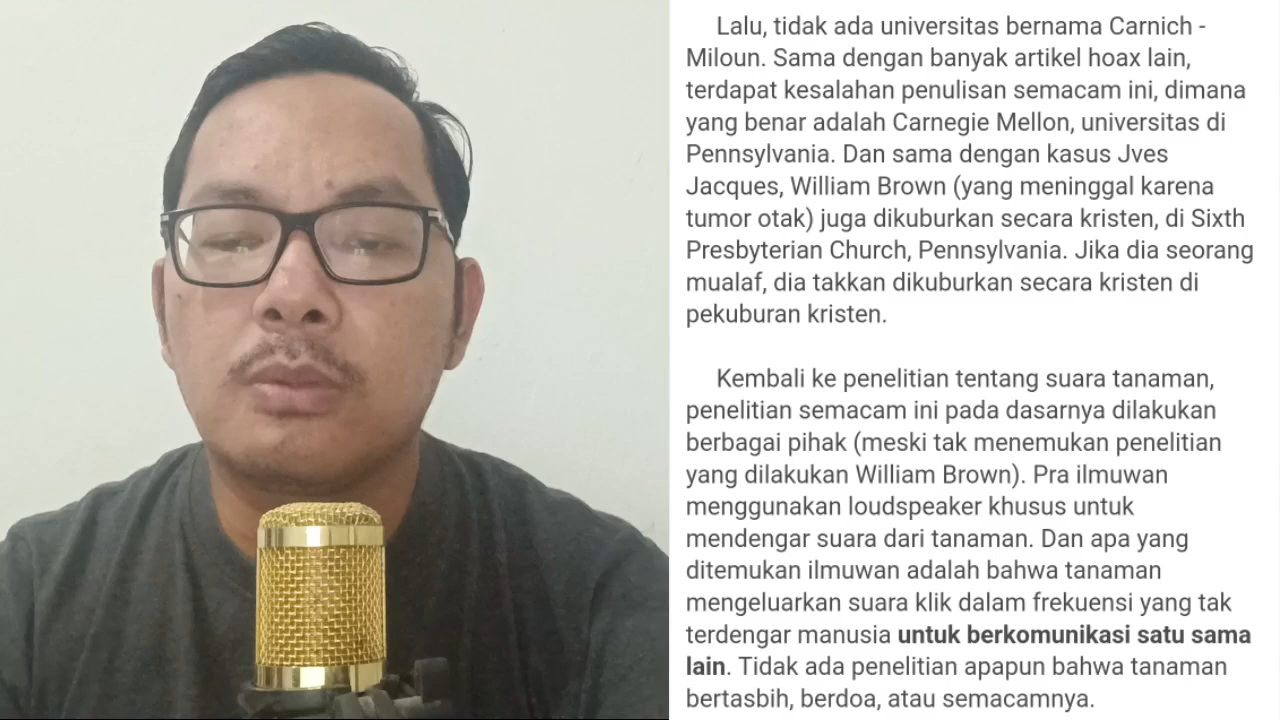 Lalu, tidak ada universitas bernama Carnich -
Miloun. Sama dengan banyak artikel hoax lain,
terdapat kesalahan penulisan semacam ini, dimana
yang benar adalah Carnegie Mellon, universitas di
Pennsylvania. Dan sama dengan kasus Jves
Jacques, William Brown (yang meninggal karena
tumor otak) juga dikuburkan secara kristen, di Sixth
Presbyterian Church, Pennsylvania. Jika dia seorang
mualaf, dia takkan dikuburkan secara kristen di
pekuburan kristen.
Kembali ke penelitian tentang suara tanaman,
penelitian semacam ini pada dasarnya dilakukan
berbagai pihak (meski tak menemukan penelitian
yang dilakukan William Brown). Pra ilmuwan
menggunakan loudspeaker khusus untuk
mendengar suara dari tanaman. Dan apa yang
ditemukan ilmuwan adalah bahwa tanaman
mengeluarkan suara klik dalam frekuensi yang tak
terdengar manusia untuk berkomunikasi satu sama
lain. Tidak ada penelitian apapun bahwa tanaman
bertasbih, berdoa, atau semacamnya.